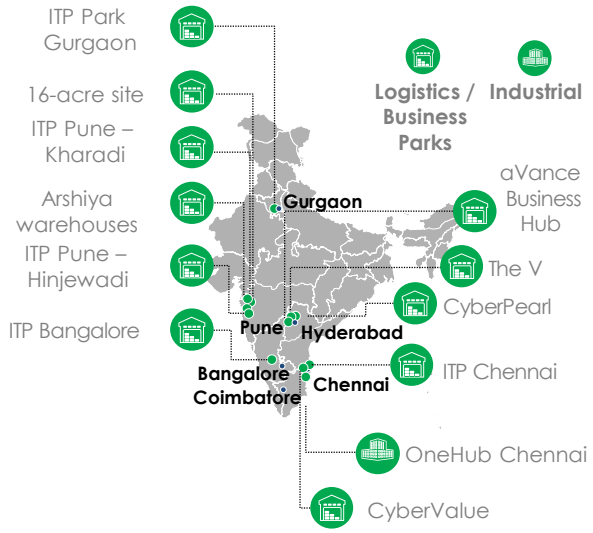 ITP Park
Gurgaon
16-acre site
ITP Pune –
Kharadi
Arshiya
warehouses
ITP Pune –
Hinjewadi
ITP Bangalore
Logistics /
Business
Parks
Industrial
aVance
Business
Hub
The V
CyberPearl
ITP Chennai
OneHub Chennai
CyberValue
Gurgaon
Pune
Hyderabad
Bangalore
Coimbatore
Chennai